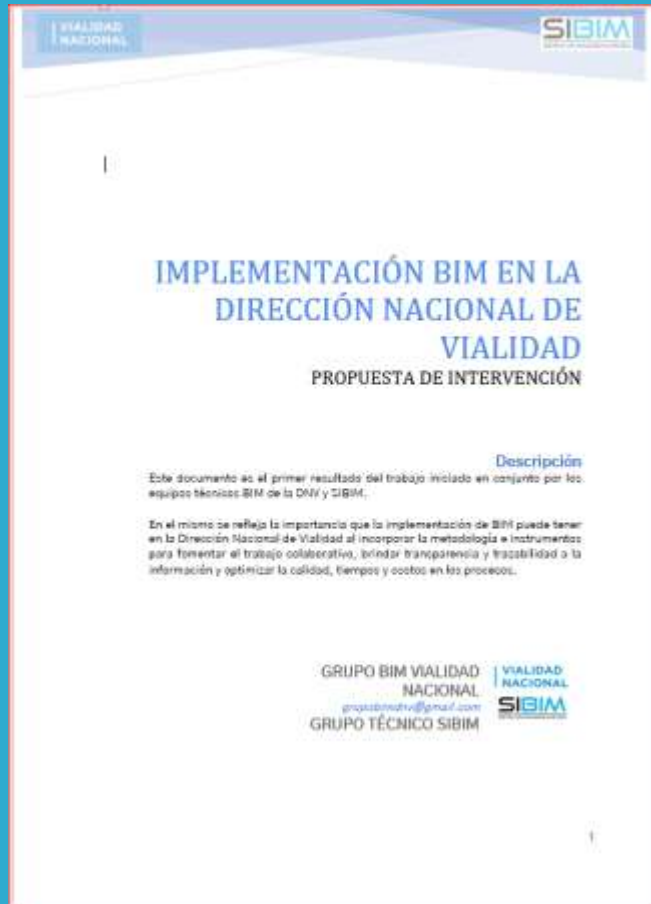 VIALIDAD
NACIONAL
SIBIM
IMPLEMENTACIÓN BIM EN LA
DIRECCIÓN NACIONAL DE
VIALIDAD
PROPUESTA DE INTERVENCIÓN
Descripción
Este documento es el primer resultado del trabajo iniciado en conjunto por los
equipos técnicos BIM de la DNV y SIBIM.
En el mismo se refleja la importancia que la implementación de BIM puede tener
en la Dirección Nacional de Vialidad al incorporar la metodología e instrumentos
para fomentar el trabajo colaborativo, brindar transparencia y trazabilidad a la
información y optimizar la calidad, tiempos y costos en los procesos.
GRUPO BIM VIALIDAD
NACIONAL
grupobimdnv@gmail.com
GRUPO TÉCNICO SIBIM
VIALIDAD
NACIONAL
SIBIM
1